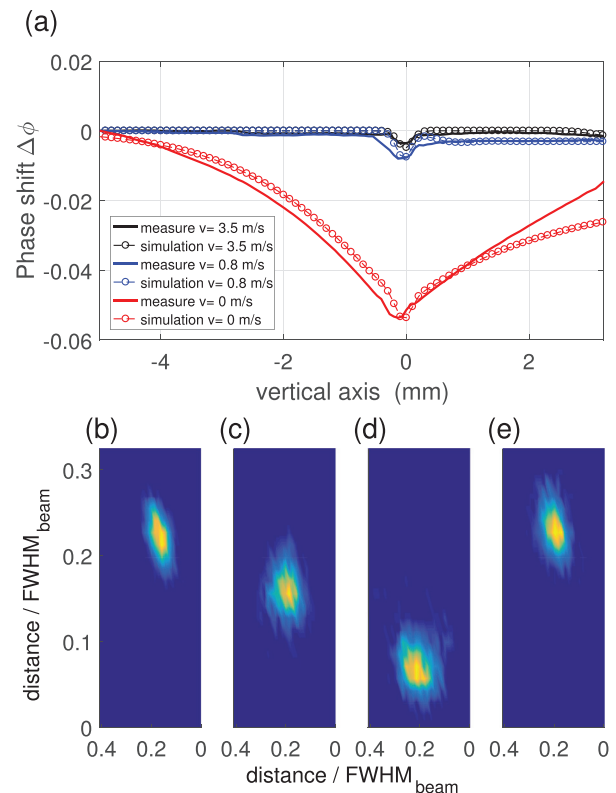 (a)
0.02
0
-0.02
-0.04
-0.06
Phase shift Δϕ
measure v= 3.5 m/s
simulation v= 3.5 m/s
measure v= 0.8 m/s
simulation v= 0.8 m/s
measure v= 0 m/s
simulation v= 0 m/s
-4 -2 0 2
vertical axis (mm)
(b) (c) (d) (e)
0.3
0.2
0.1
0
distance / FWHM_beam
0.4 0.2 0 0.4 0.2 0 0.4 0.2 0 0.4 0.2 0
distance / FWHM_beam